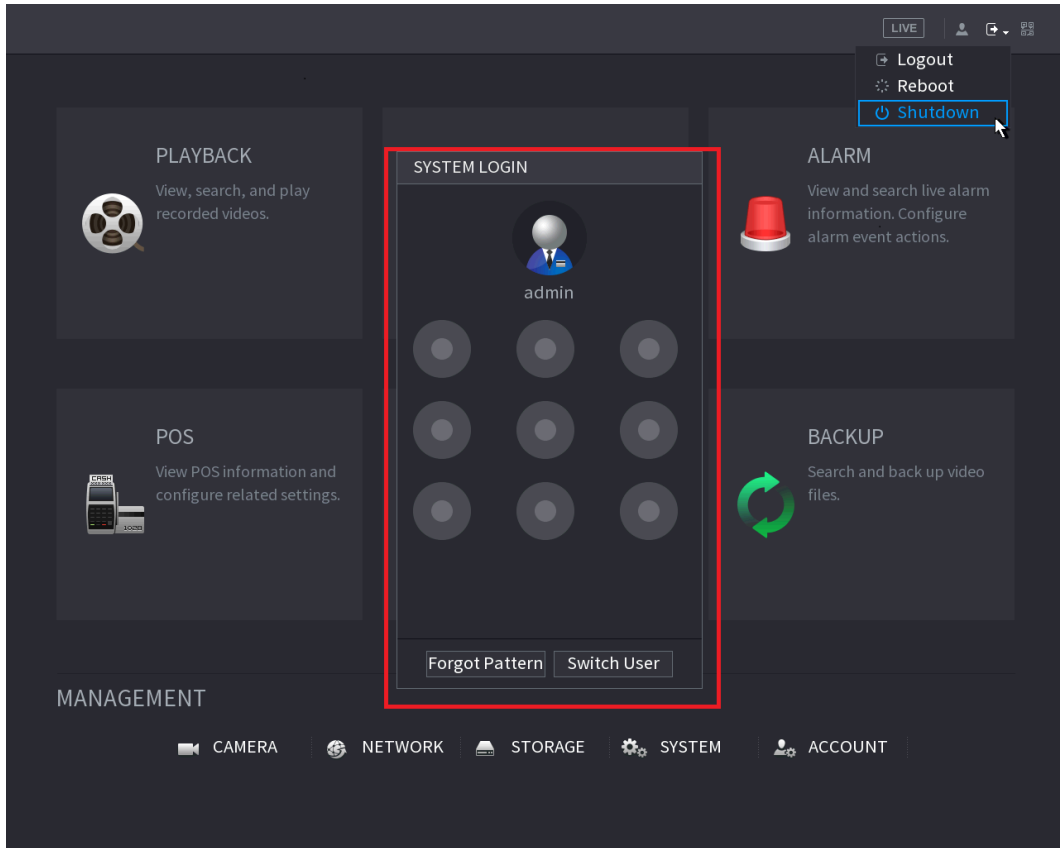 LIVE
Logout
Reboot
Shutdown
PLAYBACK
View, search, and play
recorded videos.
SYSTEM LOGIN
admin
Forgot Pattern
Switch User
ALARM
View and search live alarm
information. Configure
alarm event actions.
POS
View POS information and
configure related settings.
CASH
1028
BACKUP
Search and back up video
files.
MANAGEMENT
CAMERA
NETWORK
STORAGE
SYSTEM
ACCOUNT